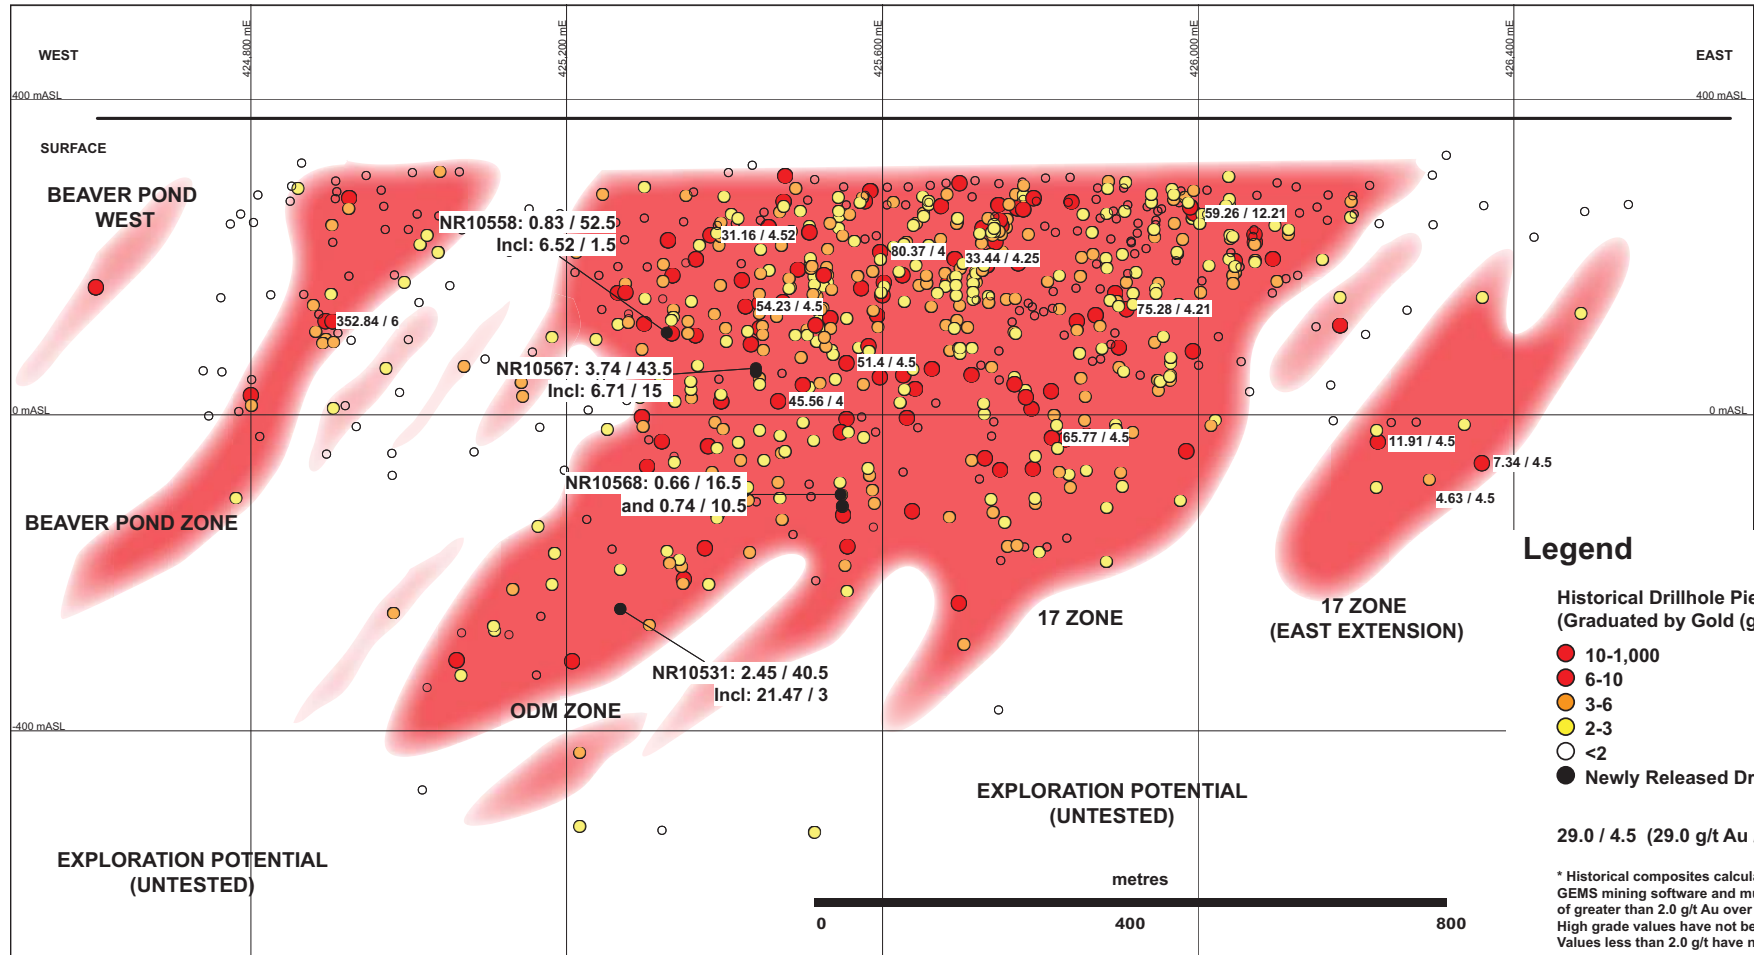 424,800 mE
425,200 mE
425,600 mE
426,000 mE
426,400 mE
WEST
EAST
400 mASL
400 mASL
SURFACE
BEAVER POND
WEST
NR10558: 0.83 / 52.5
Incl: 6.52 / 1.5
31.16 / 4.52
59.26 / 12.21
80.37 / 4
33.44 / 4.25
54.23 / 4.5
75.28 / 4.21
352.84 / 6
NR10567: 3.74 / 43.5
Incl: 6.71 / 15
51.4 / 4.5
45.56 / 4
0 mASL
0 mASL
65.77 / 4.5
11.91 / 4.5
7.34 / 4.5
4.63 / 4.5
NR10568: 0.66 / 16.5
and 0.74 / 10.5
BEAVER POND ZONE
17 ZONE
17 ZONE
(EAST EXTENSION)
NR10531: 2.45 / 40.5
Incl: 21.47 / 3
ODM ZONE
-400 mASL
EXPLORATION POTENTIAL
(UNTESTED)
EXPLORATION POTENTIAL
(UNTESTED)
metres
0 400 800
Legend
Historical Drillhole
(Graduated by Gold
10-1,000
6-10
3-6
2-3
<2
Newly Released
29.0 / 4.5 (29.0 g/t Au
* Historical composites
GEMS mining software and
of greater than 2.0 g/t Au over
High grade values have not
Values less than 2.0 g/t have